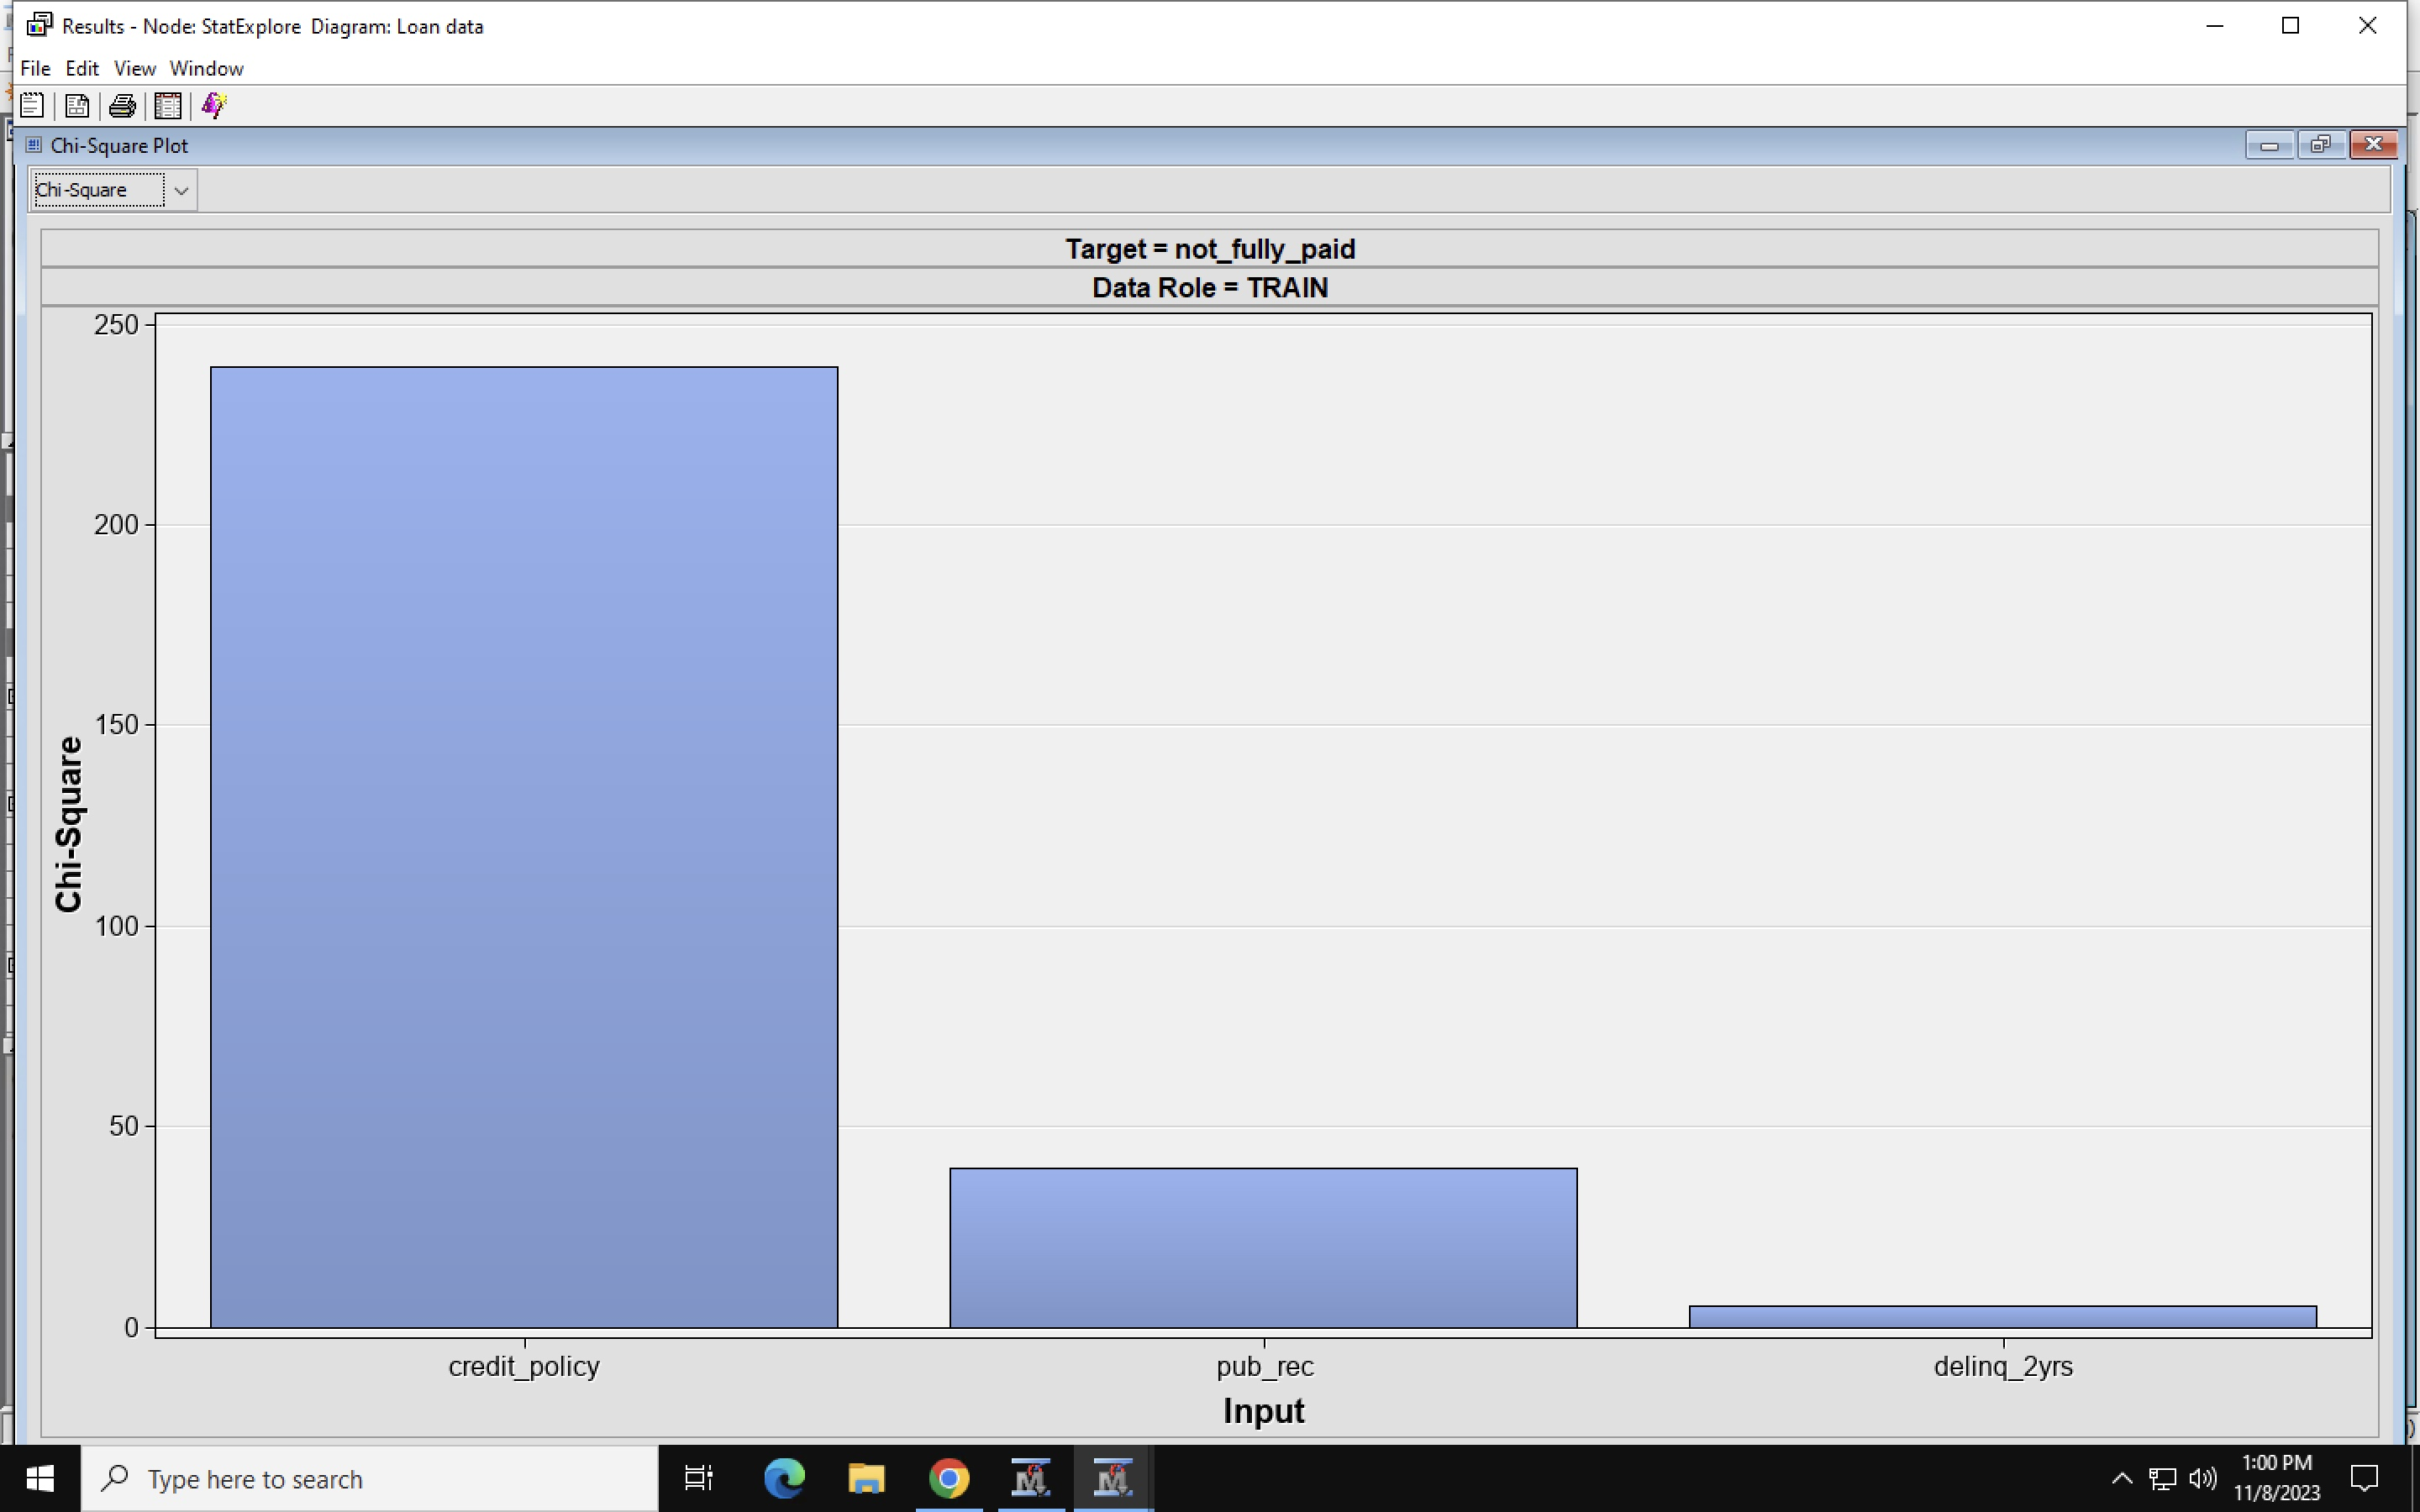 Results - Node: StatExplore Diagram: Loan data
File Edit View Window
Chi-Square Plot
Chi-Square
Target = not_fully_paid
Data Role = TRAIN
250
200
150
100
50
0
Chi-Square
credit_policy pub_rec delinq_2yrs
Input
Type here to search
1:00 PM
11/8/2023